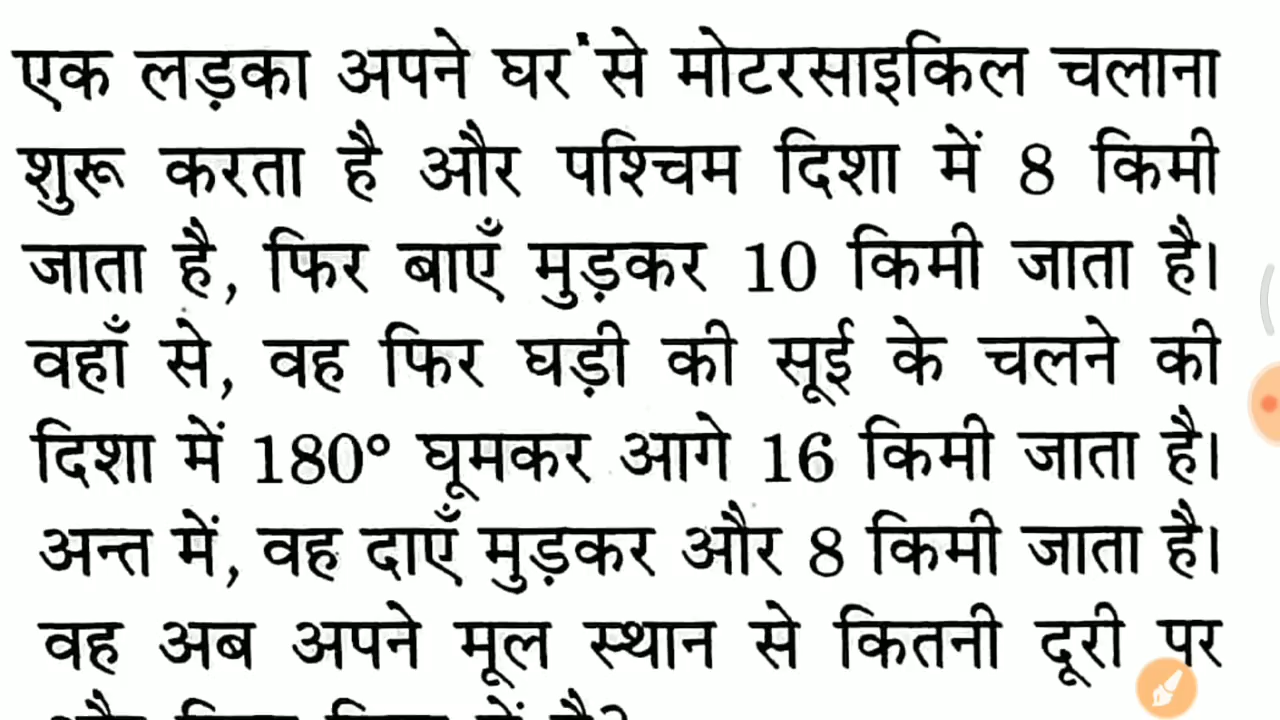 एक लड़का अपने घर से मोटरसाइकिल चलाना
शुरू करता है और पश्चिम दिशा में 8 किमी
जाता है, फिर बाएँ मुड़कर 10 किमी जाता है।
वहाँ से, वह फिर घड़ी की सूई के चलने की
दिशा में 180° घूमकर आगे 16 किमी जाता है।
अन्त में, वह दाएँ मुड़कर और 8 किमी जाता है।
वह अब अपने मूल स्थान से कितनी दूरी पर